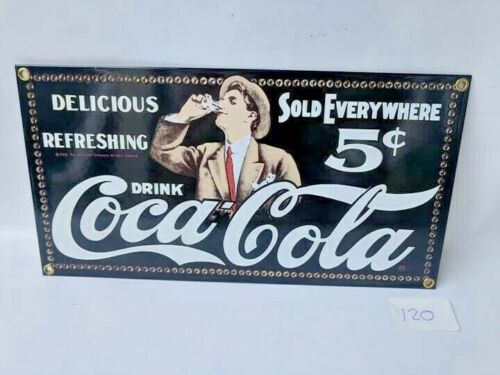 DELICIOUS
REFRESHING
SOLD EVERYWHERE
5¢
DRINK
Coca-Cola
120